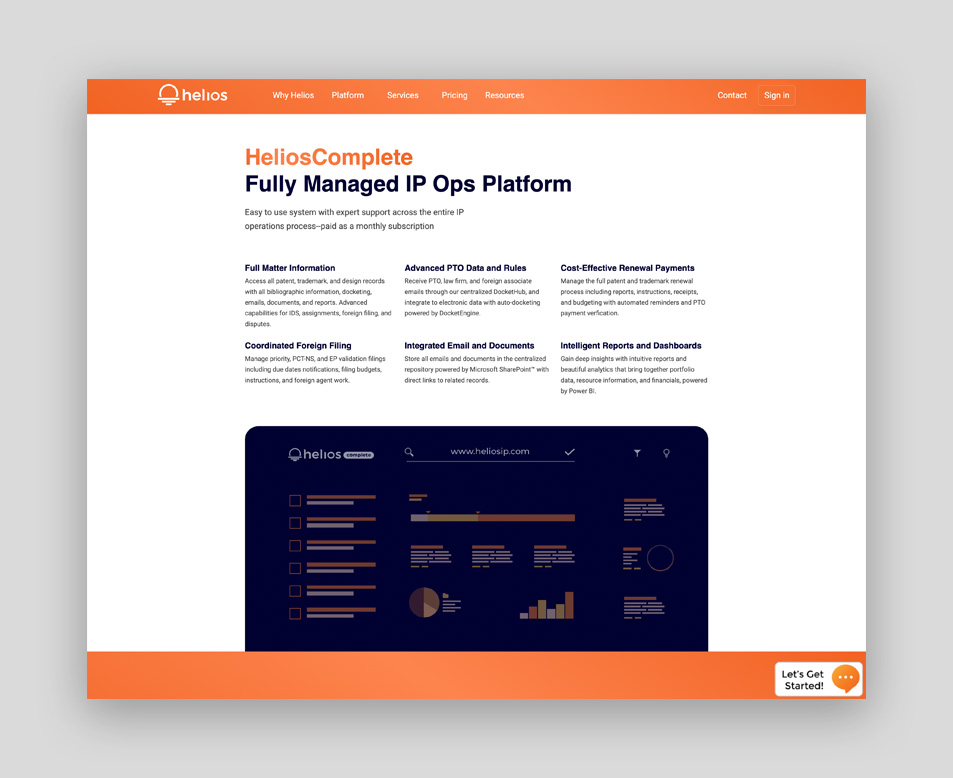 helios
Why Helios Platform Services Pricing Resources Contact Sign in
HeliosComplete
Fully Managed IP Ops Platform
Easy to use system with expert support across the entire IP
operations process–paid as a monthly subscription
Full Matter Information
Access all patent, trademark, and design records
with all bibliographic information, docketing,
emails, documents, and reports. Advanced
capabilities for IDS, assignments, foreign filing, and
disputes.
Advanced PTO Data and Rules
Receive PTO, law firm, and foreign associate
emails through our centralized DocketHub, and
integrate to electronic data with auto-docketing
powered by DocketEngine.
Cost-Effective Renewal Payments
Manage the full patent and trademark renewal
process including reports, instructions, receipts,
and budgeting with automated reminders and PTO
payment verfication.
Coordinated Foreign Filing
Manage priority, PCT-NS, and EP validation filings
including due dates notifications, filing budgets,
instructions, and foreign agent work.
Integrated Email and Documents
Store all emails and documents in the centralized
repository powered by Microsoft SharePoint™ with
direct links to related records.
Intelligent Reports and Dashboards
Gain deep insights with intuitive reports and
beautiful analytics that bring together portfolio
data, resource information, and financials, powered
by Power BI.
helios complete
www.heliosip.com
Let's Get
Started!